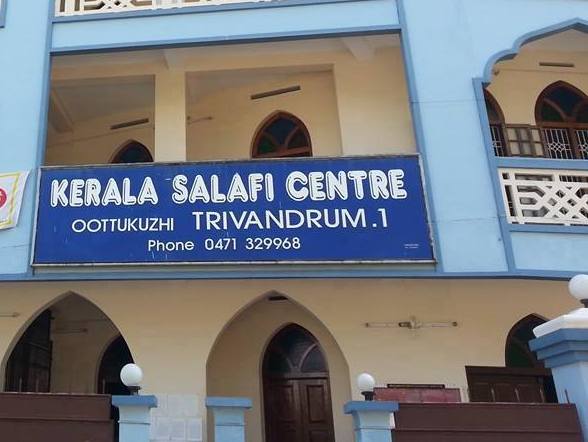 KERALA SALAFI CENTRE
OOTTUKUZHI TRIVANDRUM.1
Phone 0471 329968